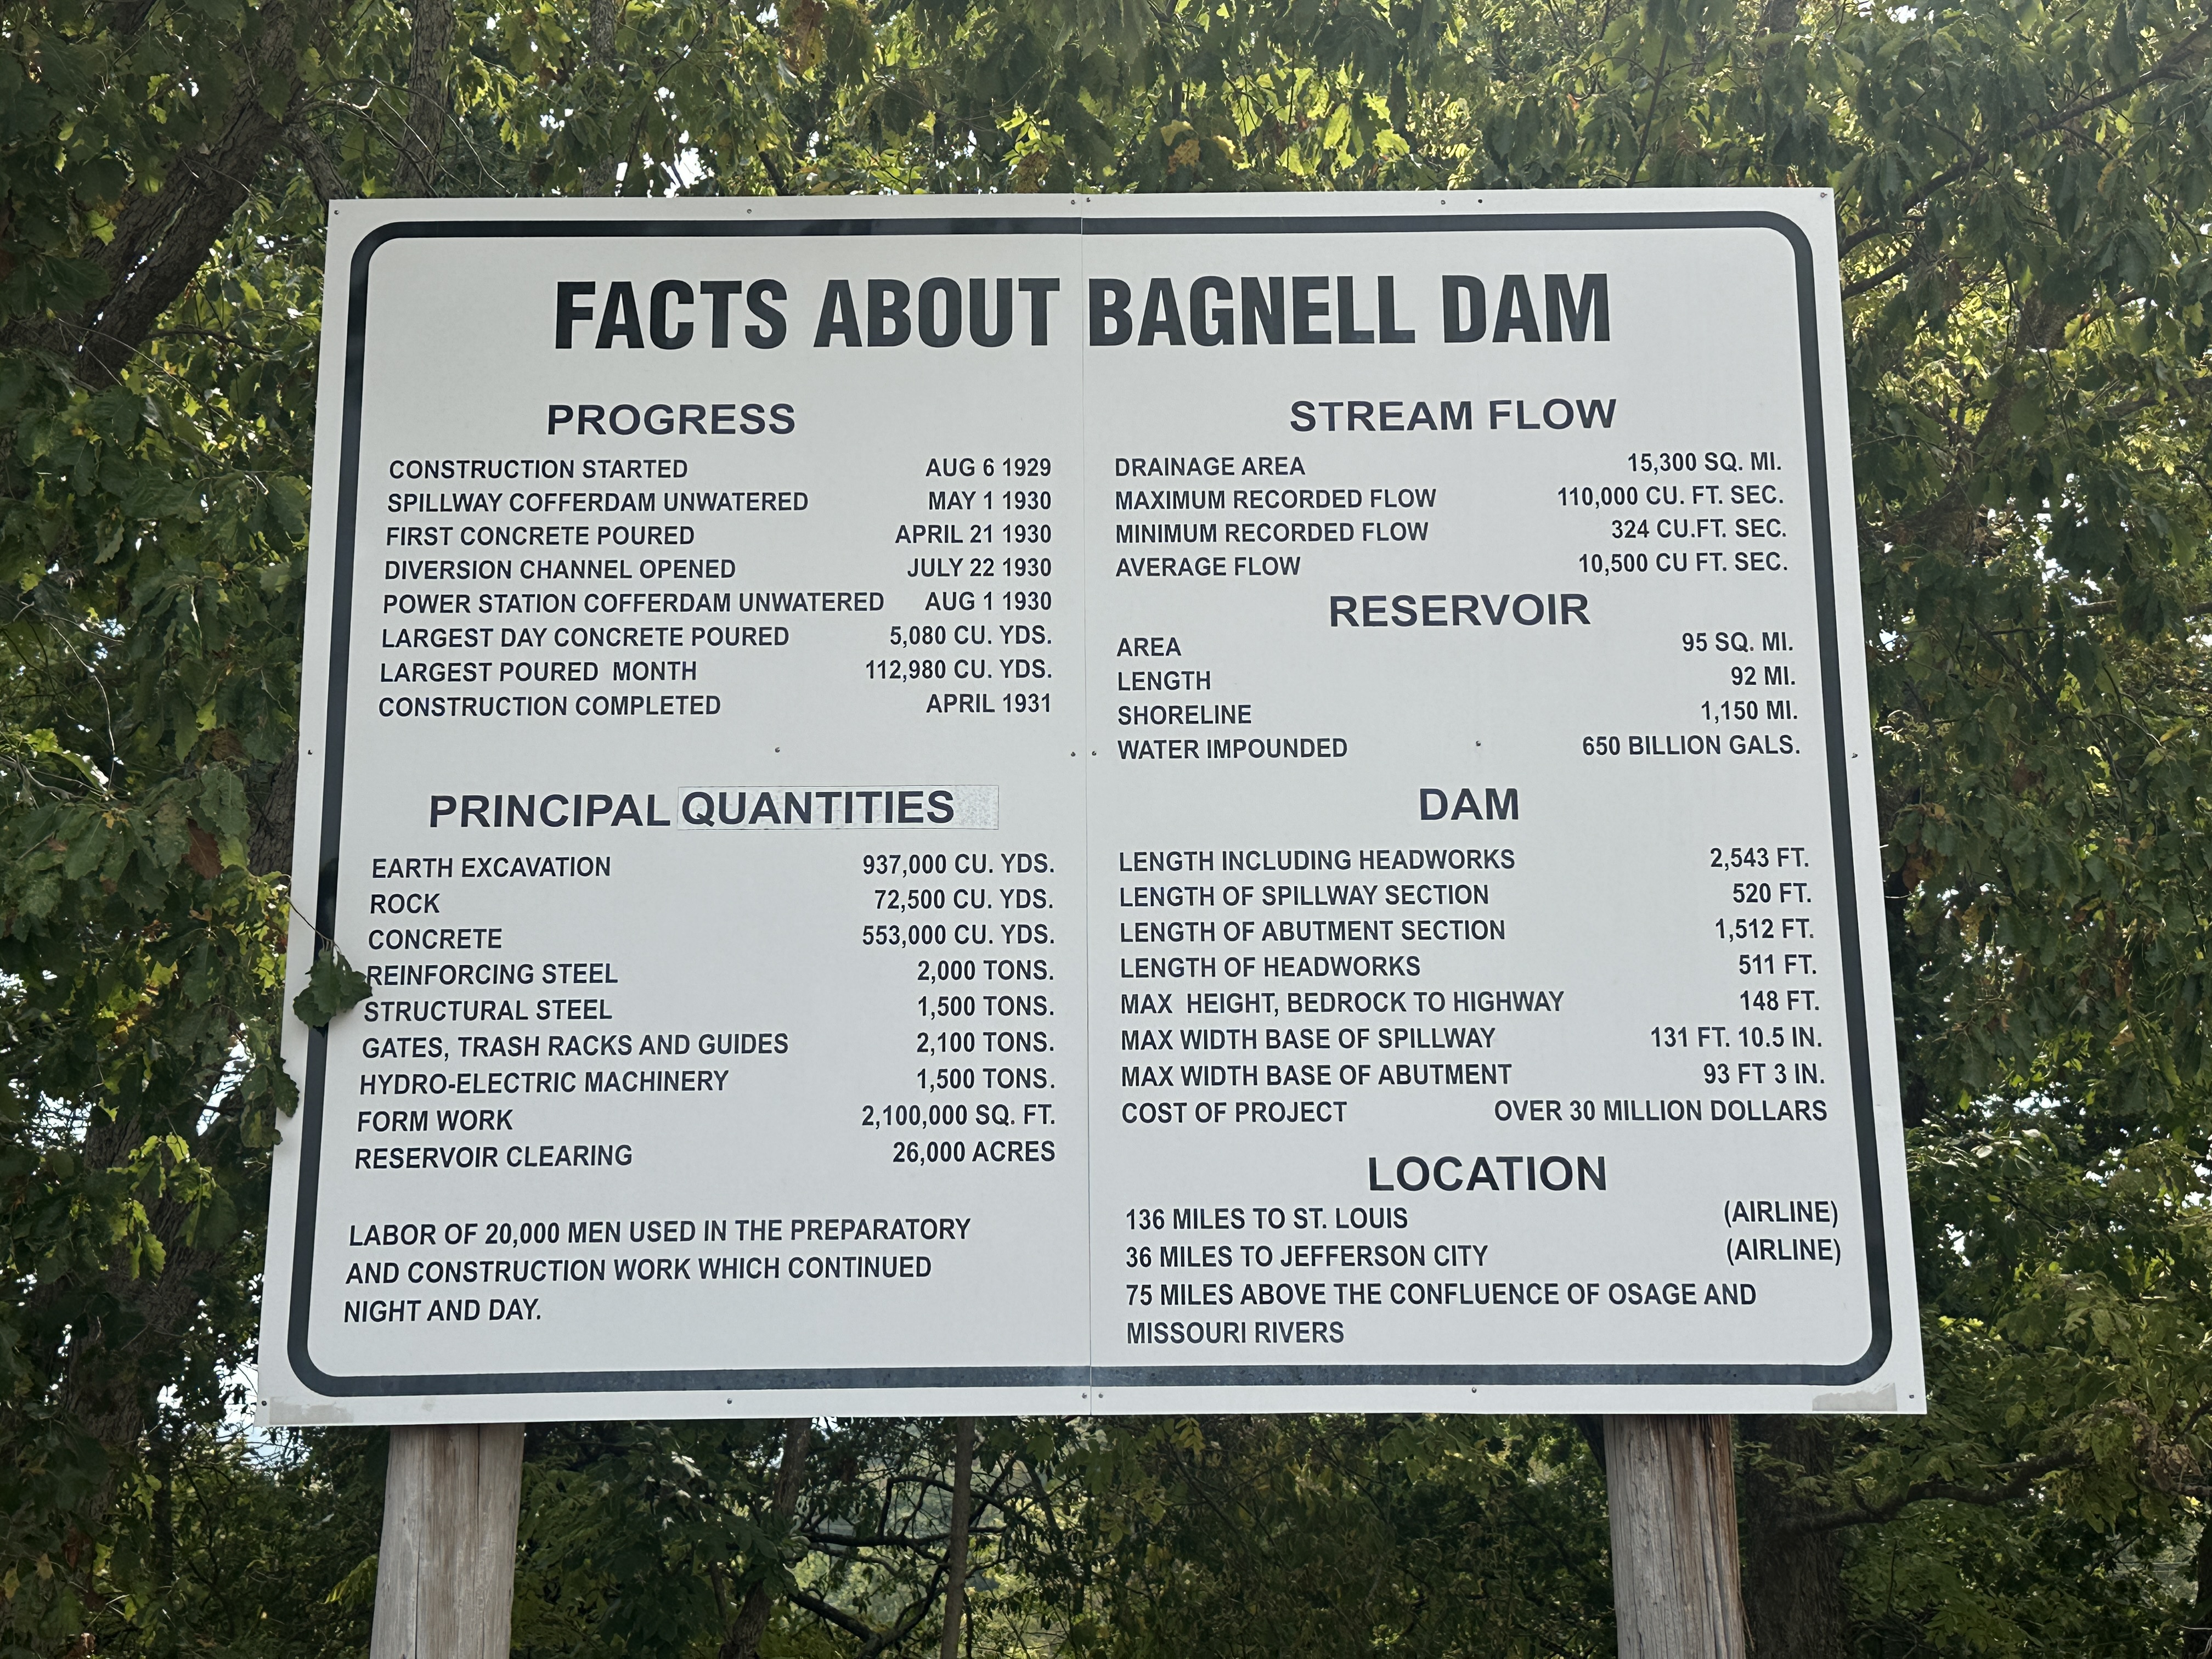 FACTS ABOUT BAGNELL DAM
PROGRESS
CONSTRUCTION STARTED AUG 6 1929
SPILLWAY COFFERDAM UNWATERED MAY 1 1930
FIRST CONCRETE POURED APRIL 21 1930
DIVERSION CHANNEL OPENED JULY 22 1930
POWER STATION COFFERDAM UNWATERED AUG 1 1930
LARGEST DAY CONCRETE POURED 5,080 CU. YDS.
LARGEST POURED MONTH 112,980 CU. YDS.
CONSTRUCTION COMPLETED APRIL 1931
PRINCIPAL QUANTITIES
EARTH EXCAVATION 937,000 CU. YDS.
ROCK 72,500 CU. YDS.
CONCRETE 553,000 CU. YDS.
REINFORCING STEEL 2,000 TONS.
STRUCTURAL STEEL 1,500 TONS.
GATES, TRASH RACKS AND GUIDES 2,100 TONS.
HYDRO-ELECTRIC MACHINERY 1,500 TONS.
FORM WORK 2,100,000 SQ. FT.
RESERVOIR CLEARING 26,000 ACRES
LABOR OF 20,000 MEN USED IN THE PREPARATORY
AND CONSTRUCTION WORK WHICH CONTINUED
NIGHT AND DAY.
STREAM FLOW
DRAINAGE AREA 15,300 SQ. MI.
MAXIMUM RECORDED FLOW 110,000 CU. FT. SEC.
MINIMUM RECORDED FLOW 324 CU.FT. SEC.
AVERAGE FLOW 10,500 CU FT. SEC.
RESERVOIR
AREA 95 SQ. MI.
LENGTH 92 MI.
SHORELINE 1,150 MI.
WATER IMPOUNDED 650 BILLION GALS.
DAM
LENGTH INCLUDING HEADWORKS 2,543 FT.
LENGTH OF SPILLWAY SECTION 520 FT.
LENGTH OF ABUTMENT SECTION 1,512 FT.
LENGTH OF HEADWORKS 511 FT.
MAX HEIGHT, BEDROCK TO HIGHWAY 148 FT.
MAX WIDTH BASE OF SPILLWAY 131 FT. 10.5 IN.
MAX WIDTH BASE OF ABUTMENT 93 FT 3 IN.
COST OF PROJECT OVER 30 MILLION DOLLARS
LOCATION
136 MILES TO ST. LOUIS (AIRLINE)
36 MILES TO JEFFERSON CITY (AIRLINE)
75 MILES ABOVE THE CONFLUENCE OF OSAGE AND
MISSOURI RIVERS